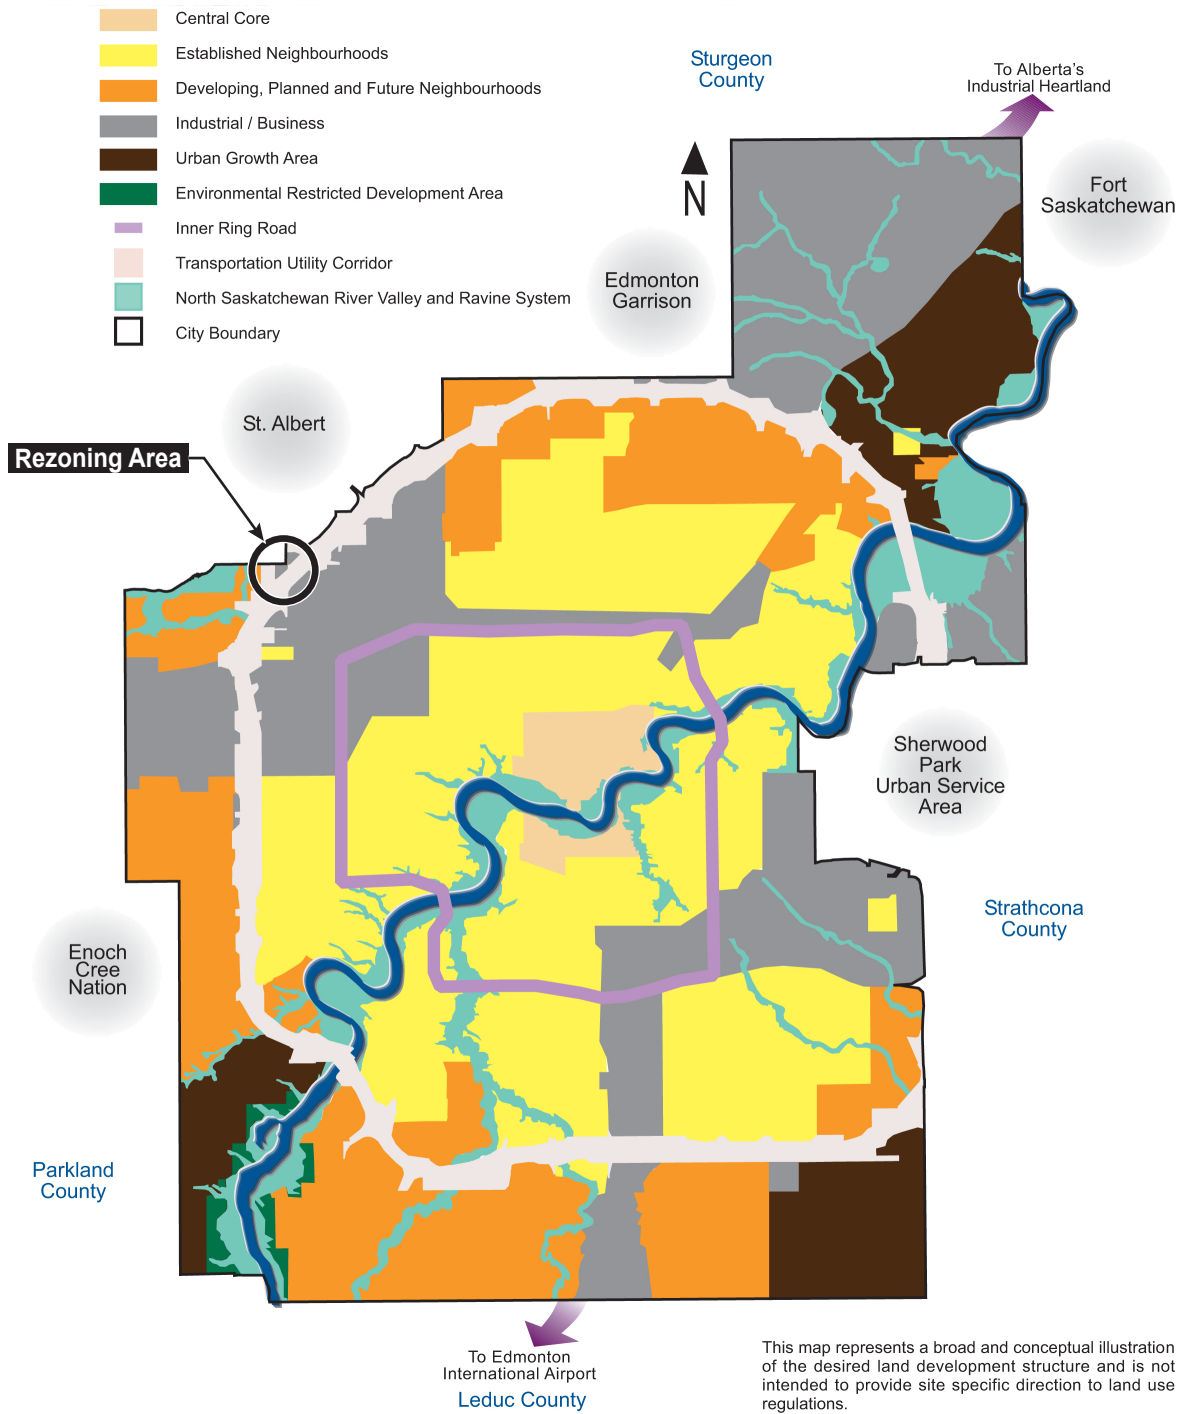 Central Core
Established Neighbourhoods
Developing, Planned and Future Neighbourhoods
Industrial / Business
Urban Growth Area
Environmental Restricted Development Area
Inner Ring Road
Transportation Utility Corridor
North Saskatchewan River Valley and Ravine System
City Boundary
Sturgeon
County
To Alberta's
Industrial Heartland
N
Fort
Saskatchewan
Edmonton
Garrison
St. Albert
Rezoning Area
Sherwood
Park
Urban Service
Area
Strathcona
County
Enoch
Cree
Nation
Parkland
County
To Edmonton
International Airport
Leduc County
This map represents a broad and conceptual illustration
of the desired land development structure and is not
intended to provide site specific direction to land use
regulations.